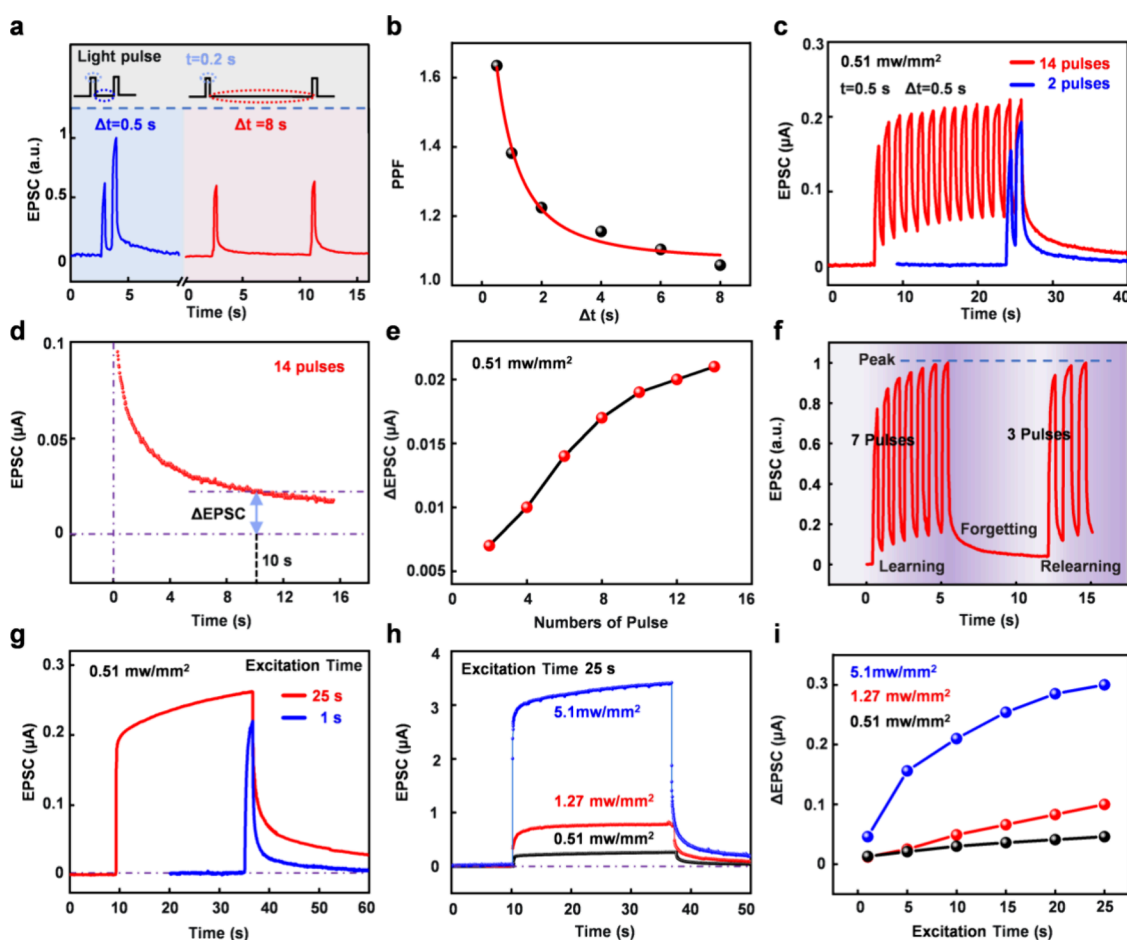 a
Light pulse
t=0.2 s
Δt=0.5 s
Δt =8 s
EPSC (a.u.)
1
0.5
0
0 5 0 5 10 15
Time (s)
b
PPF
1.6
1.4
1.2
1.0
0 2 4 6 8
Δt (s)
c
0.51 mw/mm²
14 pulses
2 pulses
t=0.5 s Δt=0.5 s
EPSC (μA)
0.3
0.2
0.1
0
0 10 20 30 40
Time (s)
d
14 pulses
EPSC (μA)
0.1
0.05
0
ΔEPSC
10 s
0 4 8 12 16
Time (s)
e
0.51 mw/mm²
ΔEPSC (μA)
0.02
0.015
0.01
0.005
0 4 8 12 16
Numbers of Pulse
f
Peak
7 Pulses
3 Pulses
Forgetting
Learning
Relearning
EPSC (a.u.)
1
0.8
0.6
0.4
0.2
0
0 5 10 15
Time (s)
g
0.51 mw/mm²
Excitation Time
25 s
1 s
EPSC (μA)
0.3
0.2
0.1
0
0 10 20 30 40 50 60
Time (s)
h
Excitation Time 25 s
5.1mw/mm²
1.27 mw/mm²
0.51 mw/mm²
EPSC (μA)
4
3
2
1
0
0 10 20 30 40 50
Time (s)
i
5.1mw/mm²
1.27 mw/mm²
0.51 mw/mm²
ΔEPSC (μA)
0.3
0.2
0.1
0
0 5 10 15 20 25
Excitation Time (s)